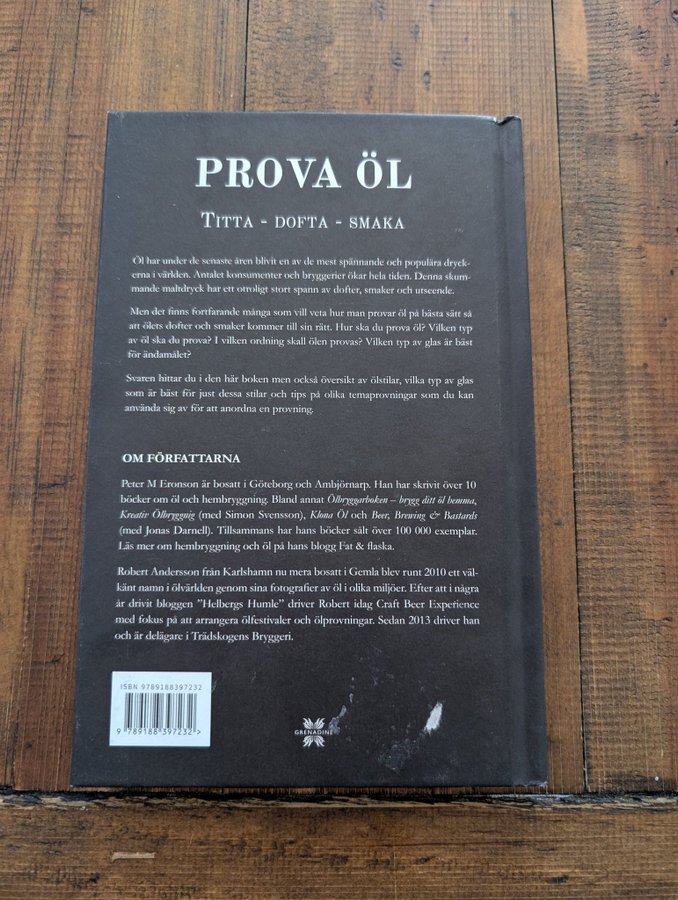 PROVA ÖL
TITTA - DOFTA - SMAKA
Öl har under de senaste åren blivit en av de mest spännande och populära dryck-
erna i världen. Antalet konsumenter och bryggerier ökar hela tiden. Denna skum-
mande maltdryck har ett otroligt stort spann av dofter, smaker och utseende.
Men det finns fortfarande många som vill veta hur man provar öl på bästa sätt så
att ölets dofter och smaker kommer till sin rätt. Hur ska du prova öl? Vilken typ
av öl ska du prova? I vilken ordning skall ölen provas? Vilken typ av glas är bäst
för ändamålet?
Svaren hittar du i den här boken men också översikt av ölstilar, vilka typ av glas
som är bäst för just dessa stilar och tips på olika temaprovningar som du kan
använda sig av för att anordna en provning.
OM FÖRFATTARNA
Peter M Eronson är bosatt i Göteborg och Ambjörnarp. Han har skrivit över 10
böcker om öl och hembryggning. Bland annat Ölbryggarboken – brygg ditt öl hemma,
Kreativ Ölbryggnig (med Simon Svensson), Klona Öl och Beer, Brewing & Bastards
(med Jonas Darnell). Tillsammans har hans böcker sålt över 100 000 exemplar.
Läs mer om hembryggning och öl på hans blogg Fat & flaska.
Robert Andersson från Karlshamn nu mera bosatt i Gemla blev runt 2010 ett väl-
känt namn i ölvärlden genom sina fotografier av öl i olika miljöer. Efter att i några
år drivit bloggen ”Helbergs Humle” driver Robert idag Craft Beer Experience
med fokus på att arrangera ölfestivaler och ölprovningar. Sedan 2013 driver han
och är delägare i Trädskogens Bryggeri.
ISBN 9789188397232
9 789188 397232 >
GRENADINE